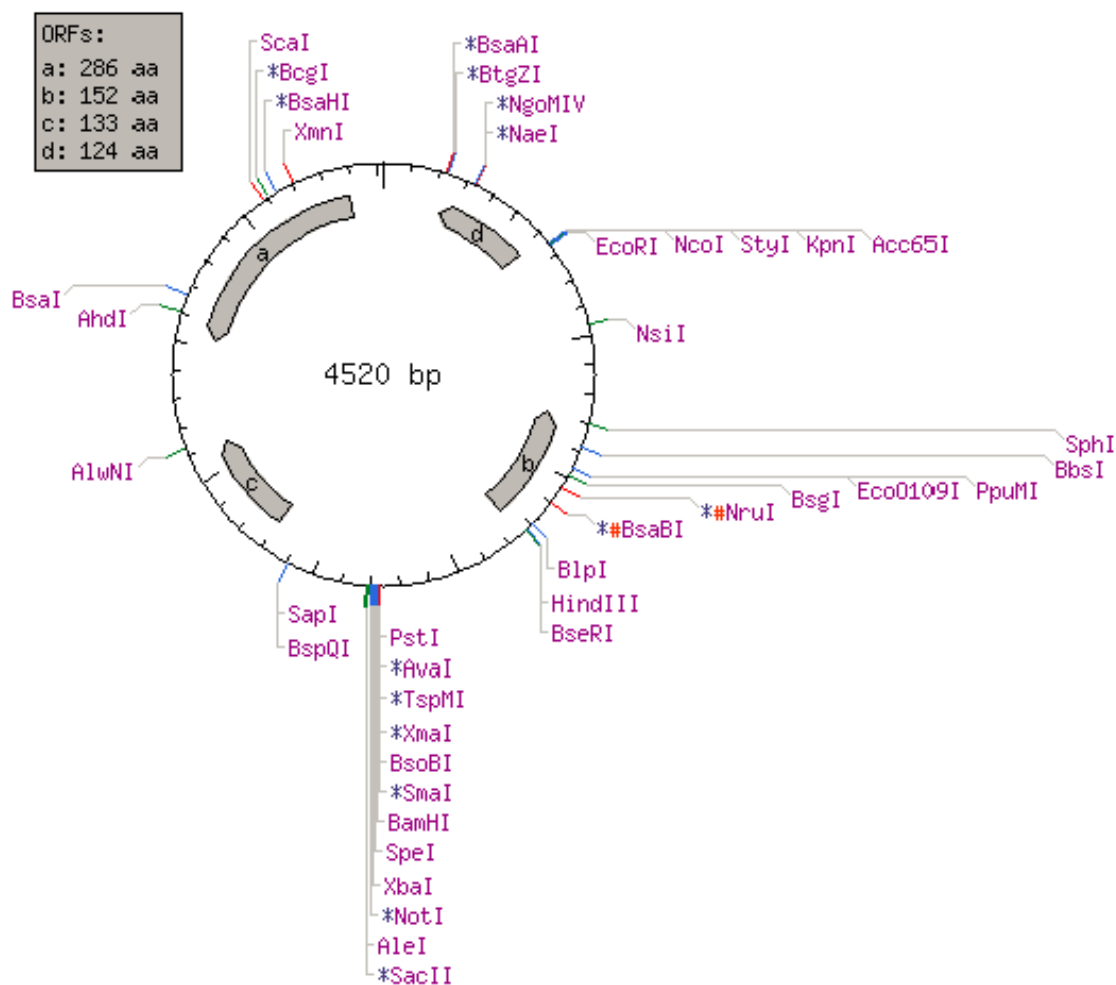 ORFs:
a: 286 aa
b: 152 aa
c: 133 aa
d: 124 aa
ScaI
*BcgI
*BsaHI
XmnI
*BsaAI
*BtgZI
*NgoMIV
*NaeI
a
d
EcoRI NcoI StyI KpnI Acc65I
BsaI
AhdI
NsiI
4520 bp
AlwNI
c
b
SphI
BbsI
BsgI EcoO109I PpuMI
*#NruI
*#BsaBI
BlpI
HindIII
BseRI
SapI
BspQI
PstI
*AvaI
*TspMI
*XmaI
BsoBI
*SmaI
BamHI
SpeI
XbaI
*NotI
AleI
*SacII